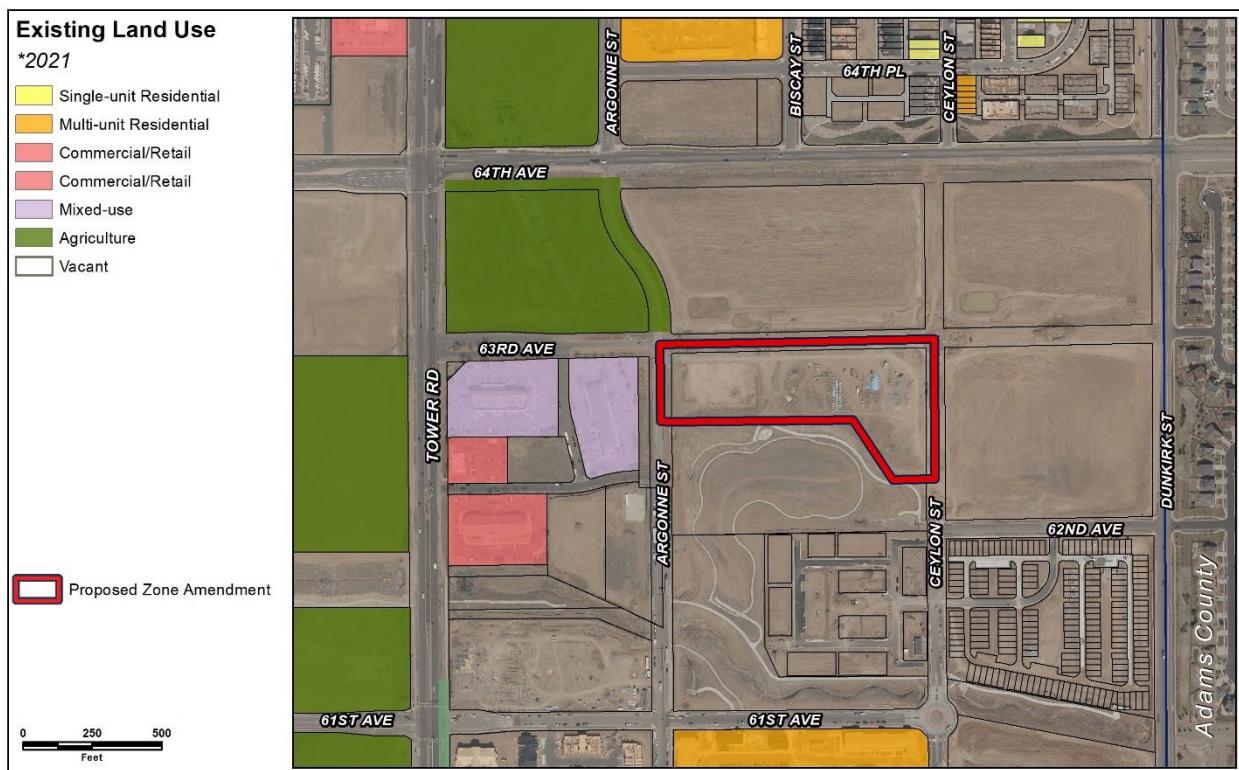 Existing Land Use
*2021
Single-unit Residential
Multi-unit Residential
Commercial/Retail
Commercial/Retail
Mixed-use
Agriculture
Vacant
Proposed Zone Amendment
0 250 500
Feet
ARGONNE ST
BISCAY ST
64TH PL
CEYLON ST
64TH AVE
63RD AVE
TOWER RD
ARGONNE ST
CEYLON ST
DUNKIRK ST
62ND AVE
Adams County
61ST AVE
61ST AVE